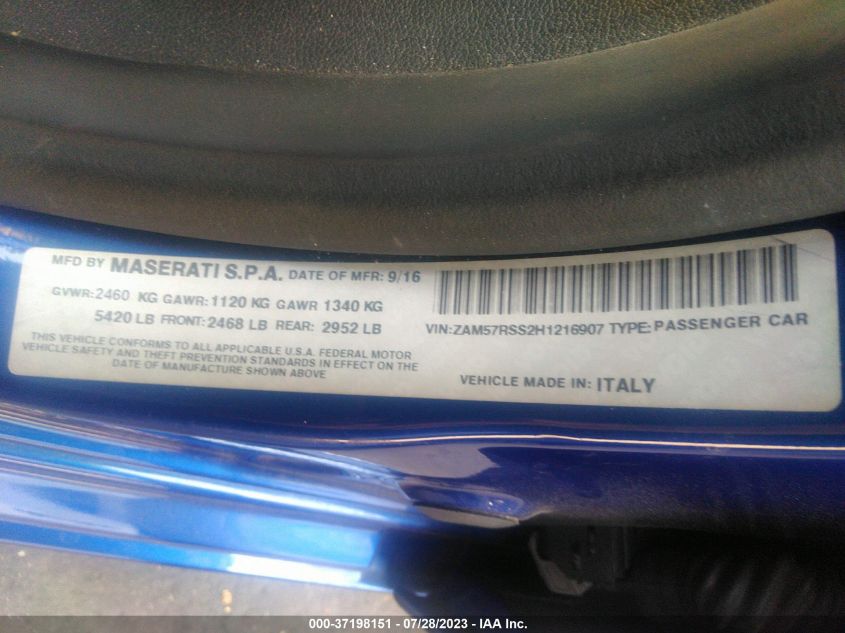 MFD BY MASERATI S.P.A. DATE OF MFR: 9/16
GVWR:2460 KG GAWR:1120 KG GAWR 1340 KG
5420 LB FRONT:2468 LB REAR: 2952 LB
THIS VEHICLE CONFORMS TO ALL APPLICABLE U.S.A. FEDERAL MOTOR
VEHICLE SAFETY AND THEFT PREVENTION STANDARDS IN EFFECT ON THE
DATE OF MANUFACTURE SHOWN ABOVE
VIN:ZAM57RSS2H1216907 TYPE:PASSENGER CAR
VEHICLE MADE IN: ITALY
000-37198151 - 07/28/2023 - IAA Inc.